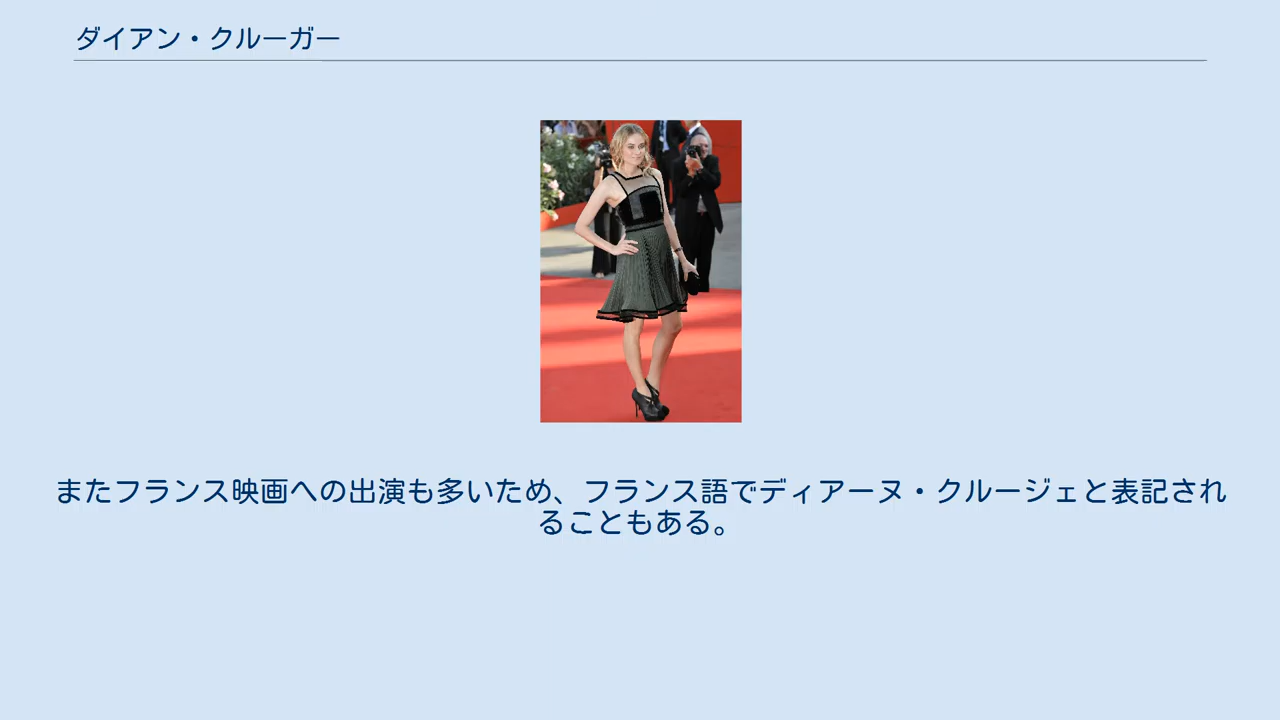 ダイアン・クルーガー
またフランス映画への出演も多いため、フランス語でディアーヌ・クルージェと表記され
ることもある。